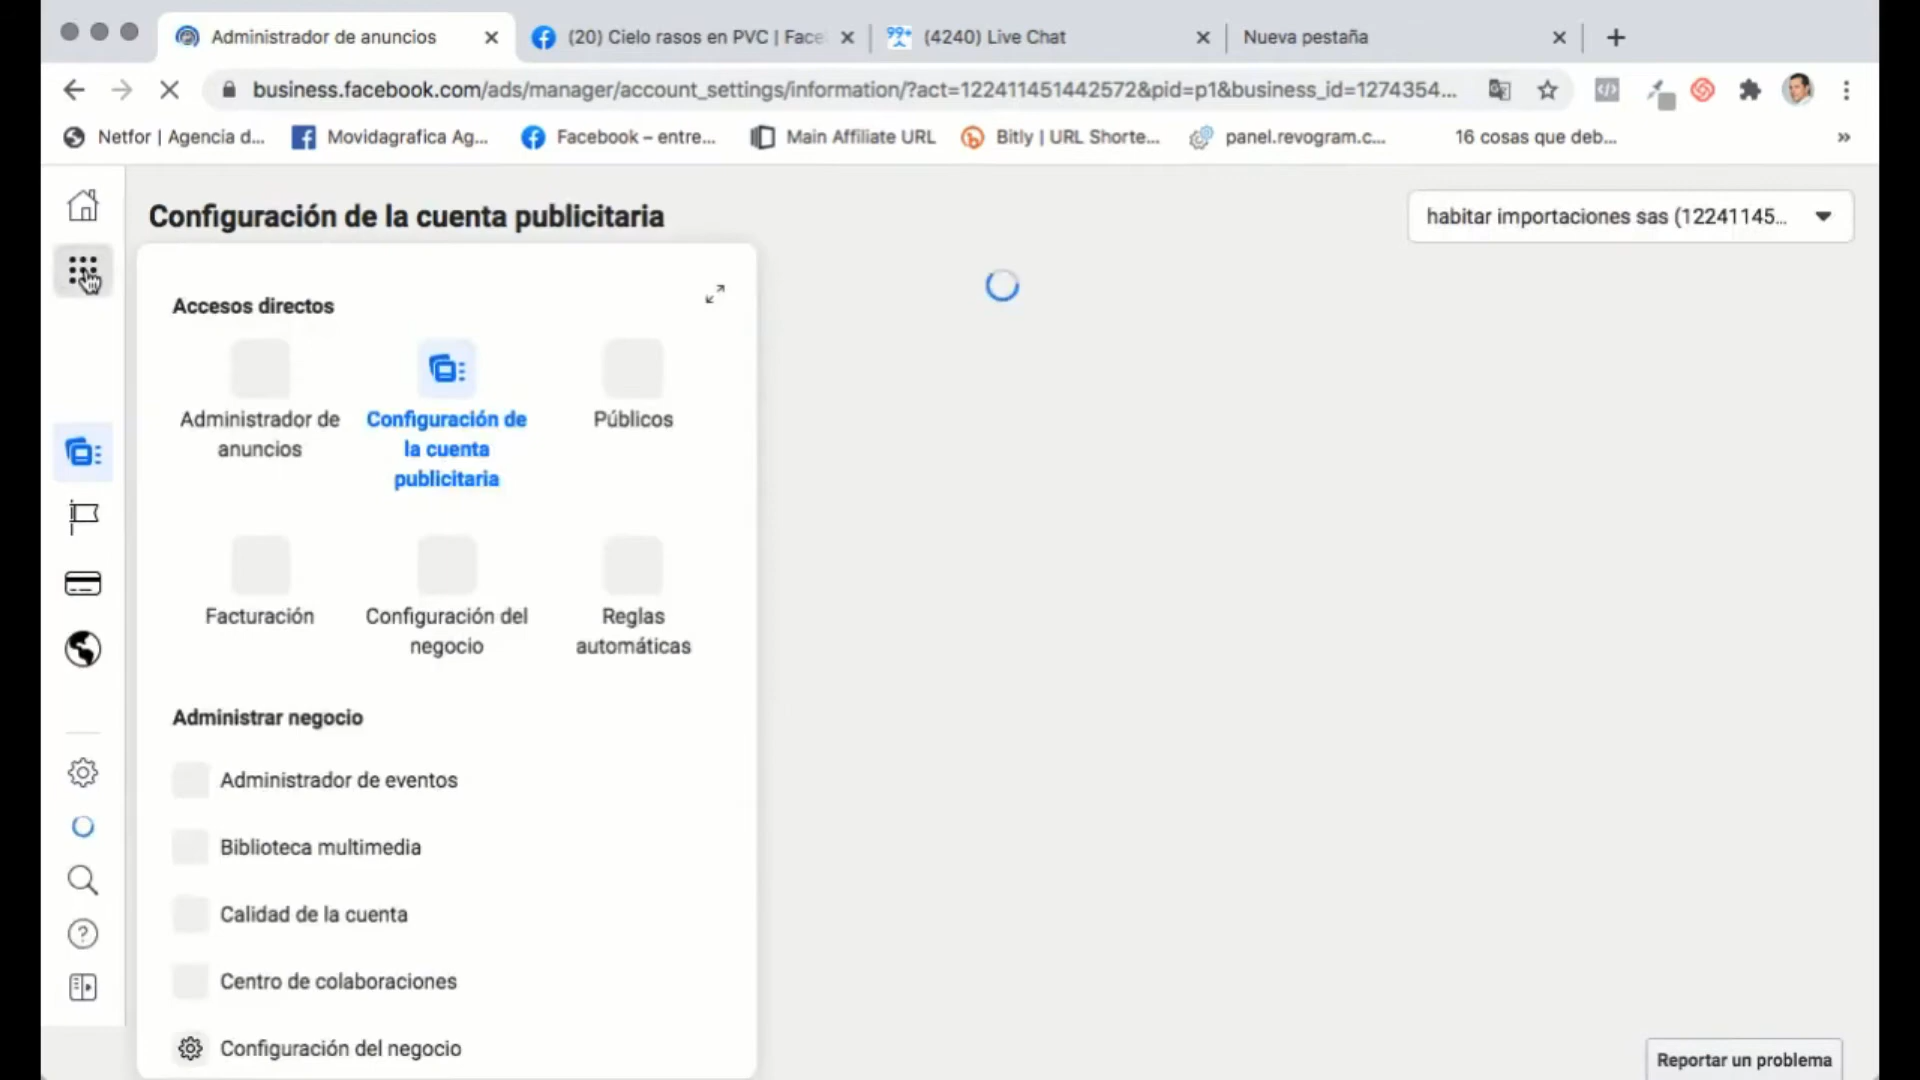 Administrador de anuncios
(20) Cielo rasos en PVC | Face
99+
(4240) Live Chat
Nueva pestaña
business.facebook.com/ads/manager/account_settings/information/?act=122411451442572&pid=p1&business_id=1274354...
Netfor | Agencia d...
Movidagrafica Ag...
Facebook – entre...
Main Affiliate URL
Bitly | URL Shorte...
panel.revogram.c...
16 cosas que deb...
»
Configuración de la cuenta publicitaria
habitar importaciones sas (12241145...
Accesos directos
Administrador de
anuncios
Configuración de
la cuenta
publicitaria
Públicos
Facturación
Configuración del
negocio
Reglas
automáticas
Administrar negocio
Administrador de eventos
Biblioteca multimedia
Calidad de la cuenta
Centro de colaboraciones
Configuración del negocio
Reportar un problema